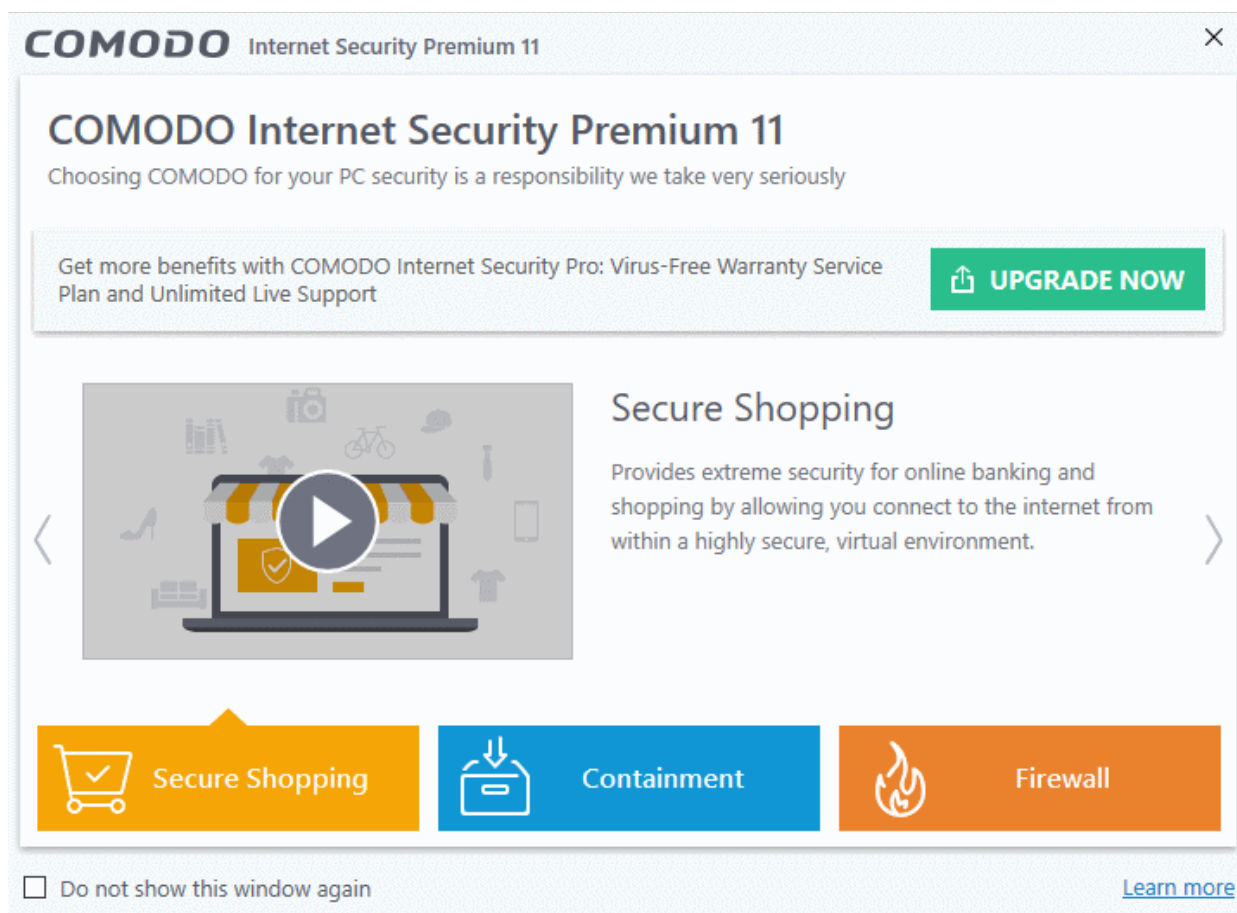 COMODO Internet Security Premium 11
COMODO Internet Security Premium 11
Choosing COMODO for your PC security is a responsibility we take very seriously
Get more benefits with COMODO Internet Security Pro: Virus-Free Warranty Service
Plan and Unlimited Live Support
UPGRADE NOW
Secure Shopping
Provides extreme security for online banking and
shopping by allowing you connect to the internet from
within a highly secure, virtual environment.
Secure Shopping
Containment
Firewall
Do not show this window again
Learn more